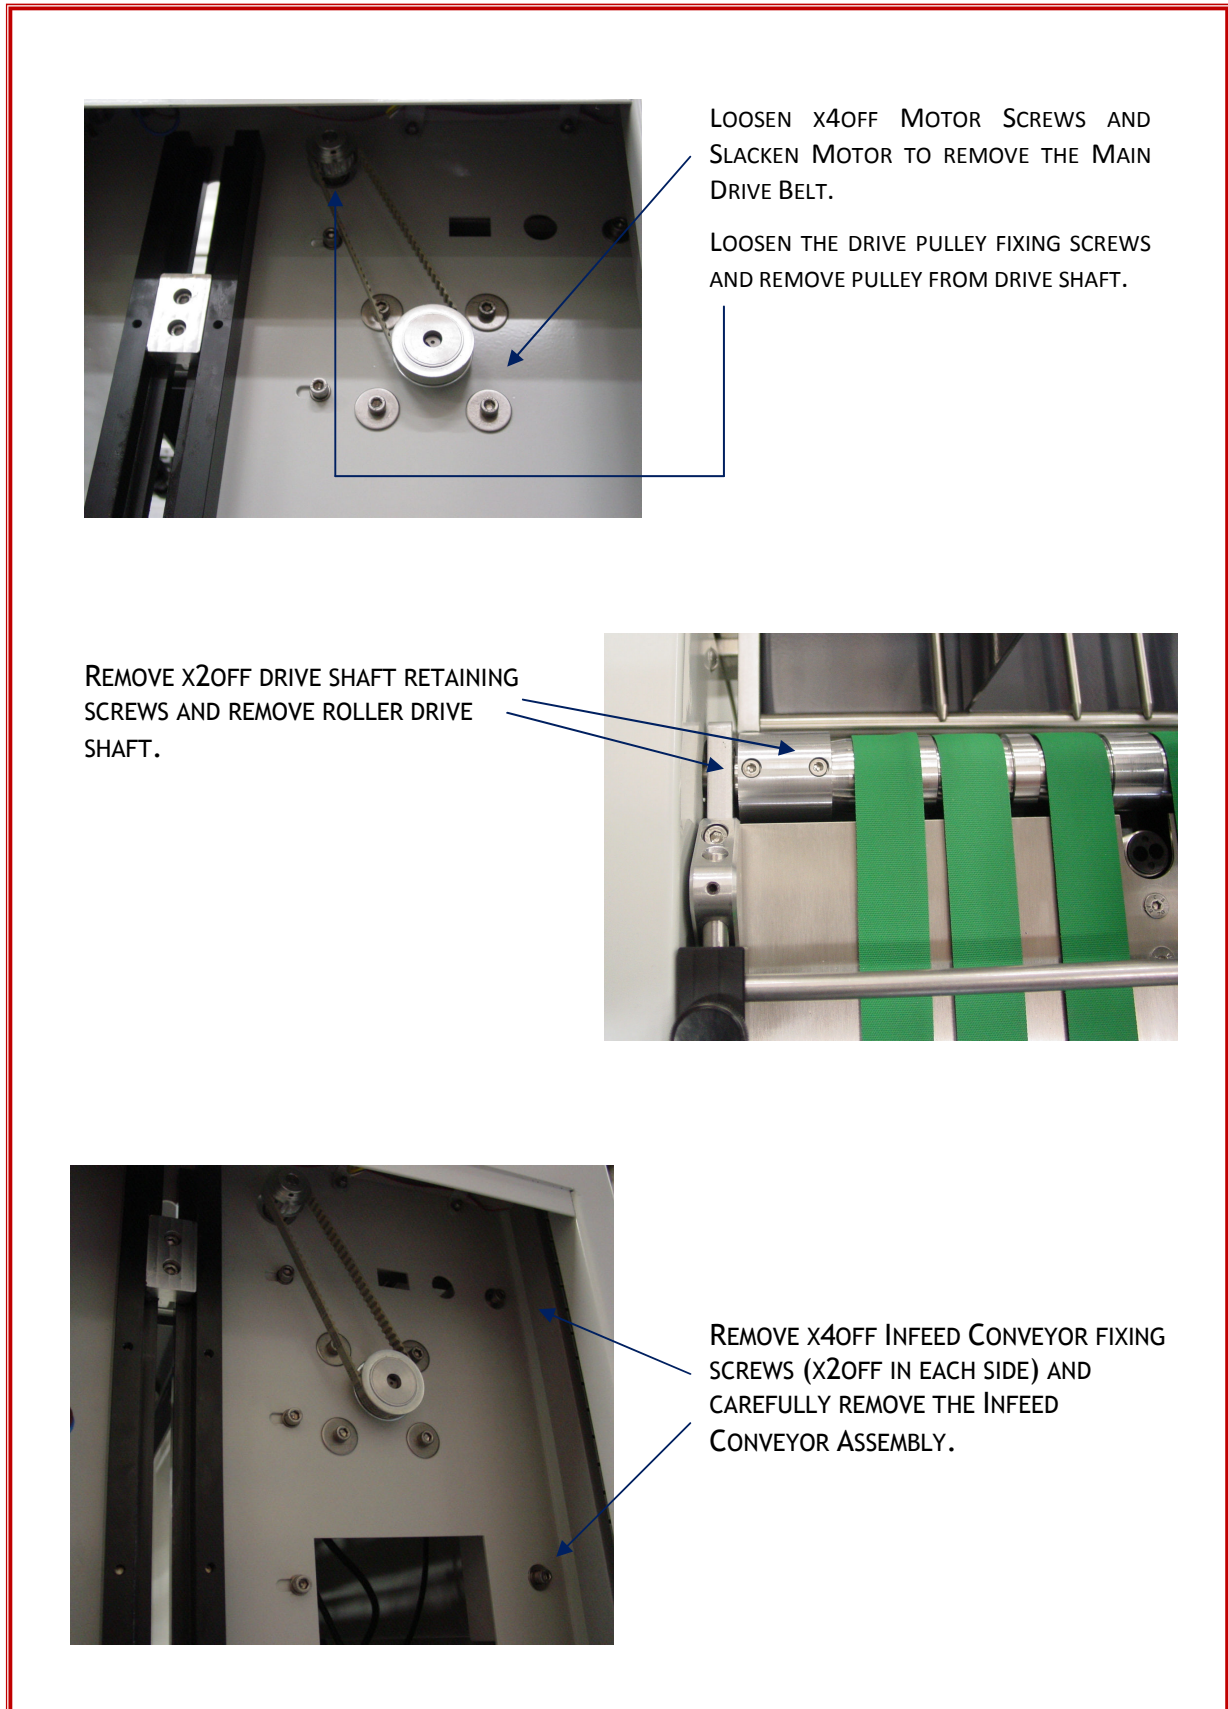 LOOSEN X4OFF MOTOR SCREWS AND
SLACKEN MOTOR TO REMOVE THE MAIN
DRIVE BELT.
LOOSEN THE DRIVE PULLEY FIXING SCREWS
AND REMOVE PULLEY FROM DRIVE SHAFT.
REMOVE X2OFF DRIVE SHAFT RETAINING
SCREWS AND REMOVE ROLLER DRIVE
SHAFT.
REMOVE X4OFF INFEED CONVEYOR FIXING
SCREWS (X2OFF IN EACH SIDE) AND
CAREFULLY REMOVE THE INFEED
CONVEYOR ASSEMBLY.